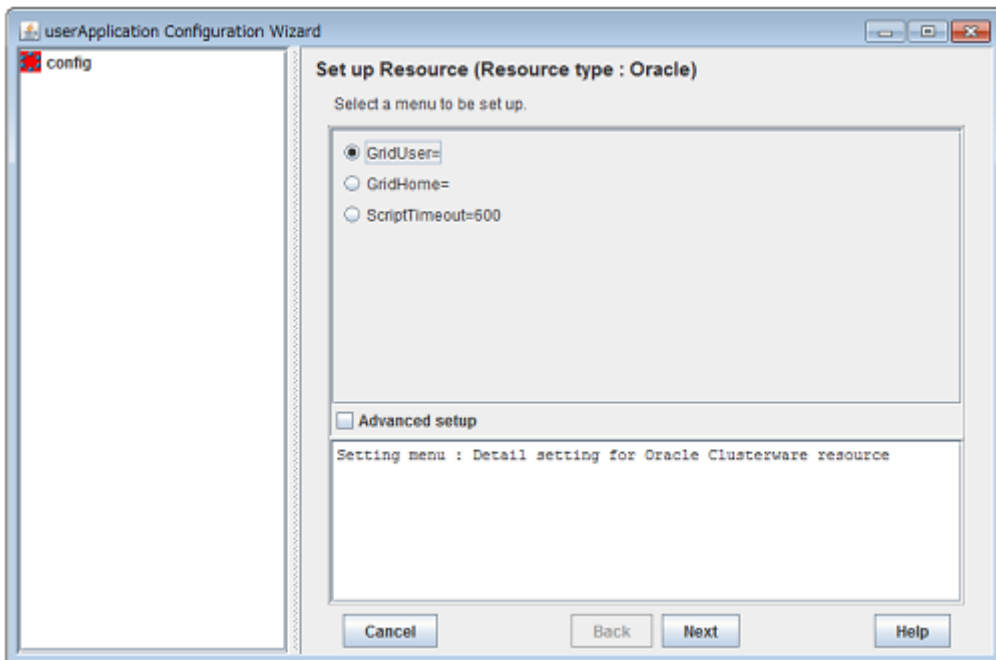 userApplication Configuration Wizard
config
Set up Resource (Resource type : Oracle)
Select a menu to be set up.
GridUser=
GridHome=
ScriptTimeout=600
Advanced setup
Setting menu : Detail setting for Oracle Clusterware resource
Cancel
Back
Next
Help